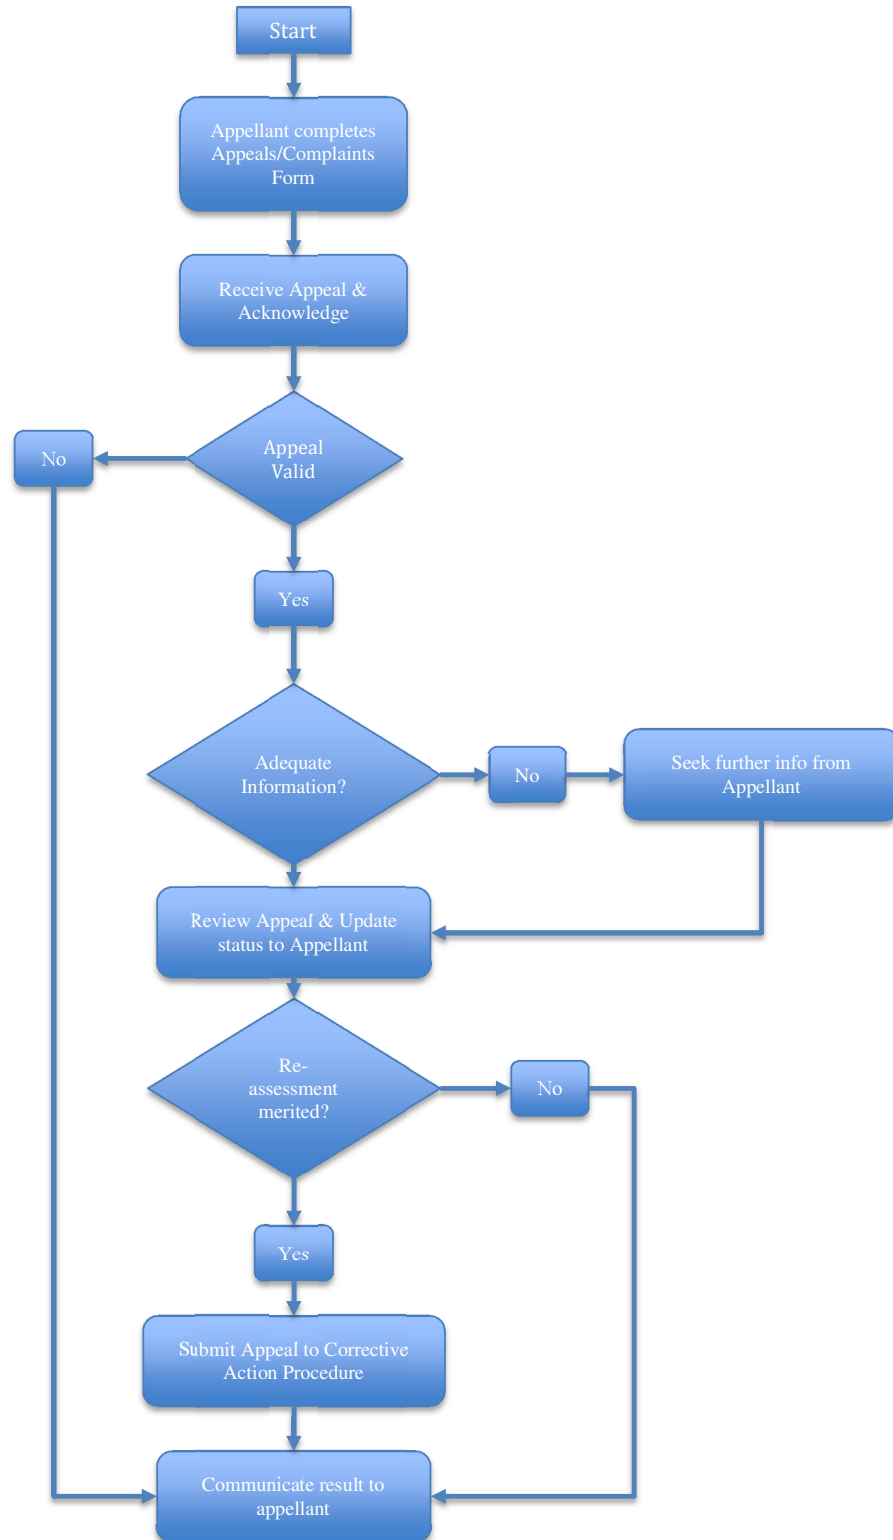 Start
Appellant completes
Appeals/Complaints
Form
Receive Appeal &
Acknowledge
Appeal
Valid
No
Yes
Adequate
Information?
No
Seek further info from
Appellant
Review Appeal & Update
status to Appellant
Re-
assessment
merited?
No
Yes
Submit Appeal to Corrective
Action Procedure
Communicate result to
appellant